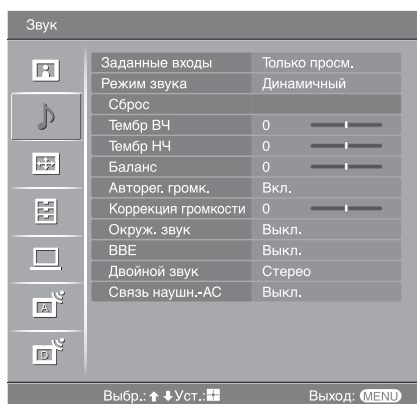 Звук
Заданные входы Только просм.
Режим звука Динамичный
Сброс
Тембр ВЧ 0
Тембр НЧ 0
Баланс 0
Авторег. громк. Вкл.
Коррекция громкости 0
Окруж. звук Выкл.
BBE Выкл.
Двойной звук Стерео
Связь наушн.-АС Выкл.
A
D
Выбр.: Уст.: Выход: MENU